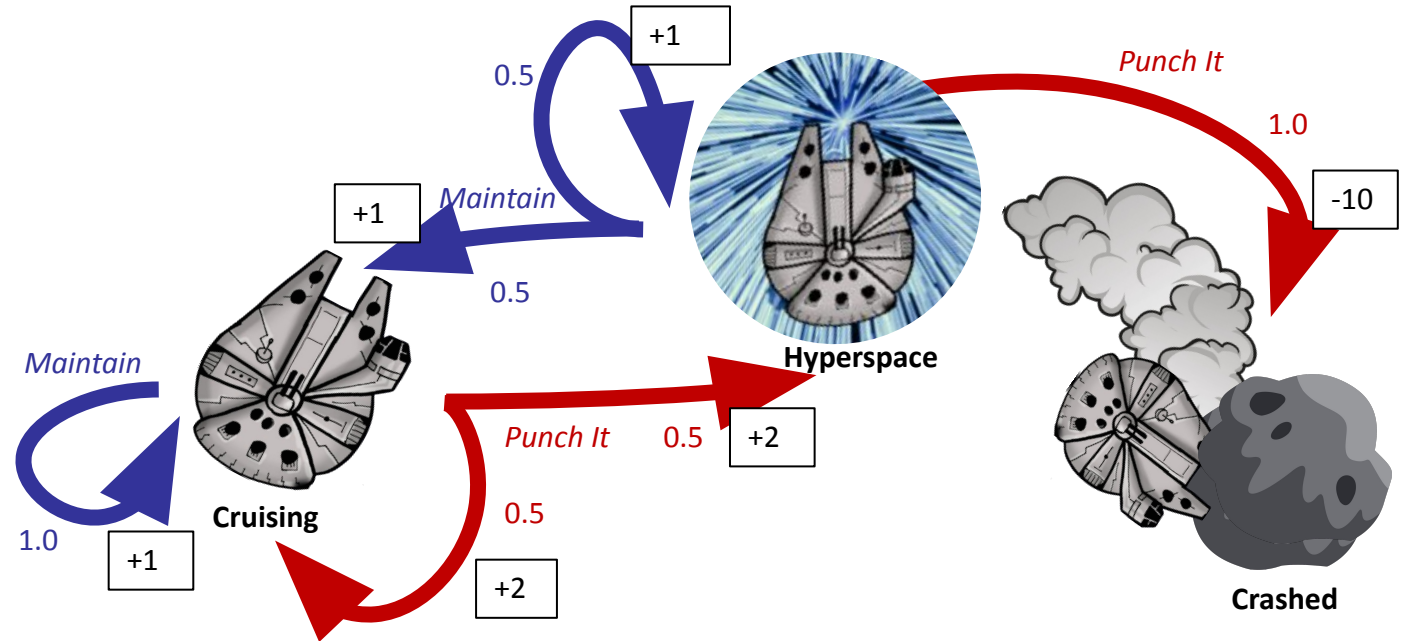 +1
Punch It
0.5
1.0
Maintain
+1
-10
0.5
Hyperspace
Maintain
Punch It
0.5
+2
0.5
Cruising
1.0
+1
+2
Crashed